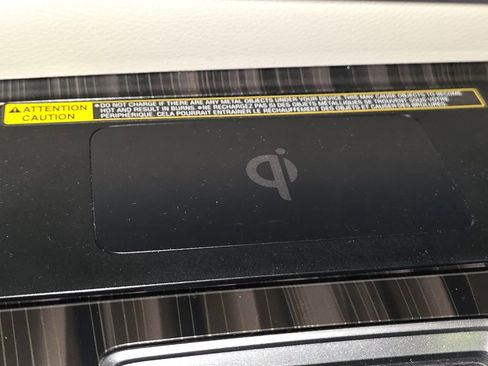 ATTENTION
CAUTION
•DO NOT CHARGE IF THERE ARE ANY METAL OBJECTS UNDER YOUR DEVICE. THIS MAY CAUSE OBJECTS TO BECOME
HOT AND RESULT IN BURNS. •NE RECHARGEZ PAS SI DES OBJETS MÉTALLIQUES SE TROUVENT SOUS VOTRE
PÉRIPHÉRIQUE. CELA POURRAIT ENTRAÎNER LE RÉCHAUFFEMENT DES OBJETS ET CAUSER DES BRÛLURES.
qi